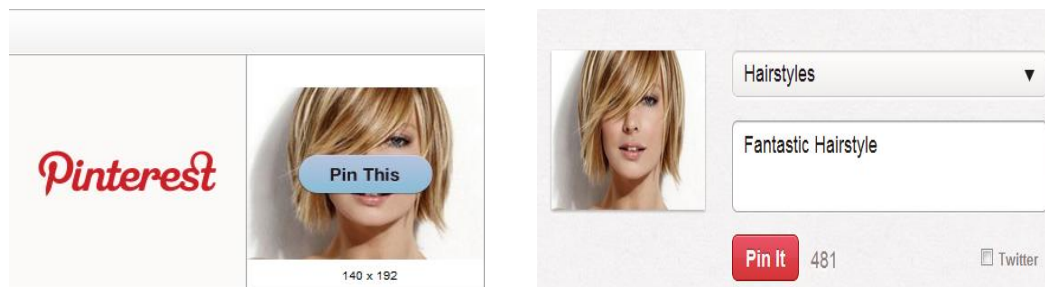 Pinterest
Pin This
140 x 192
Hairstyles
Fantastic Hairstyle
Pin It 481
Twitter